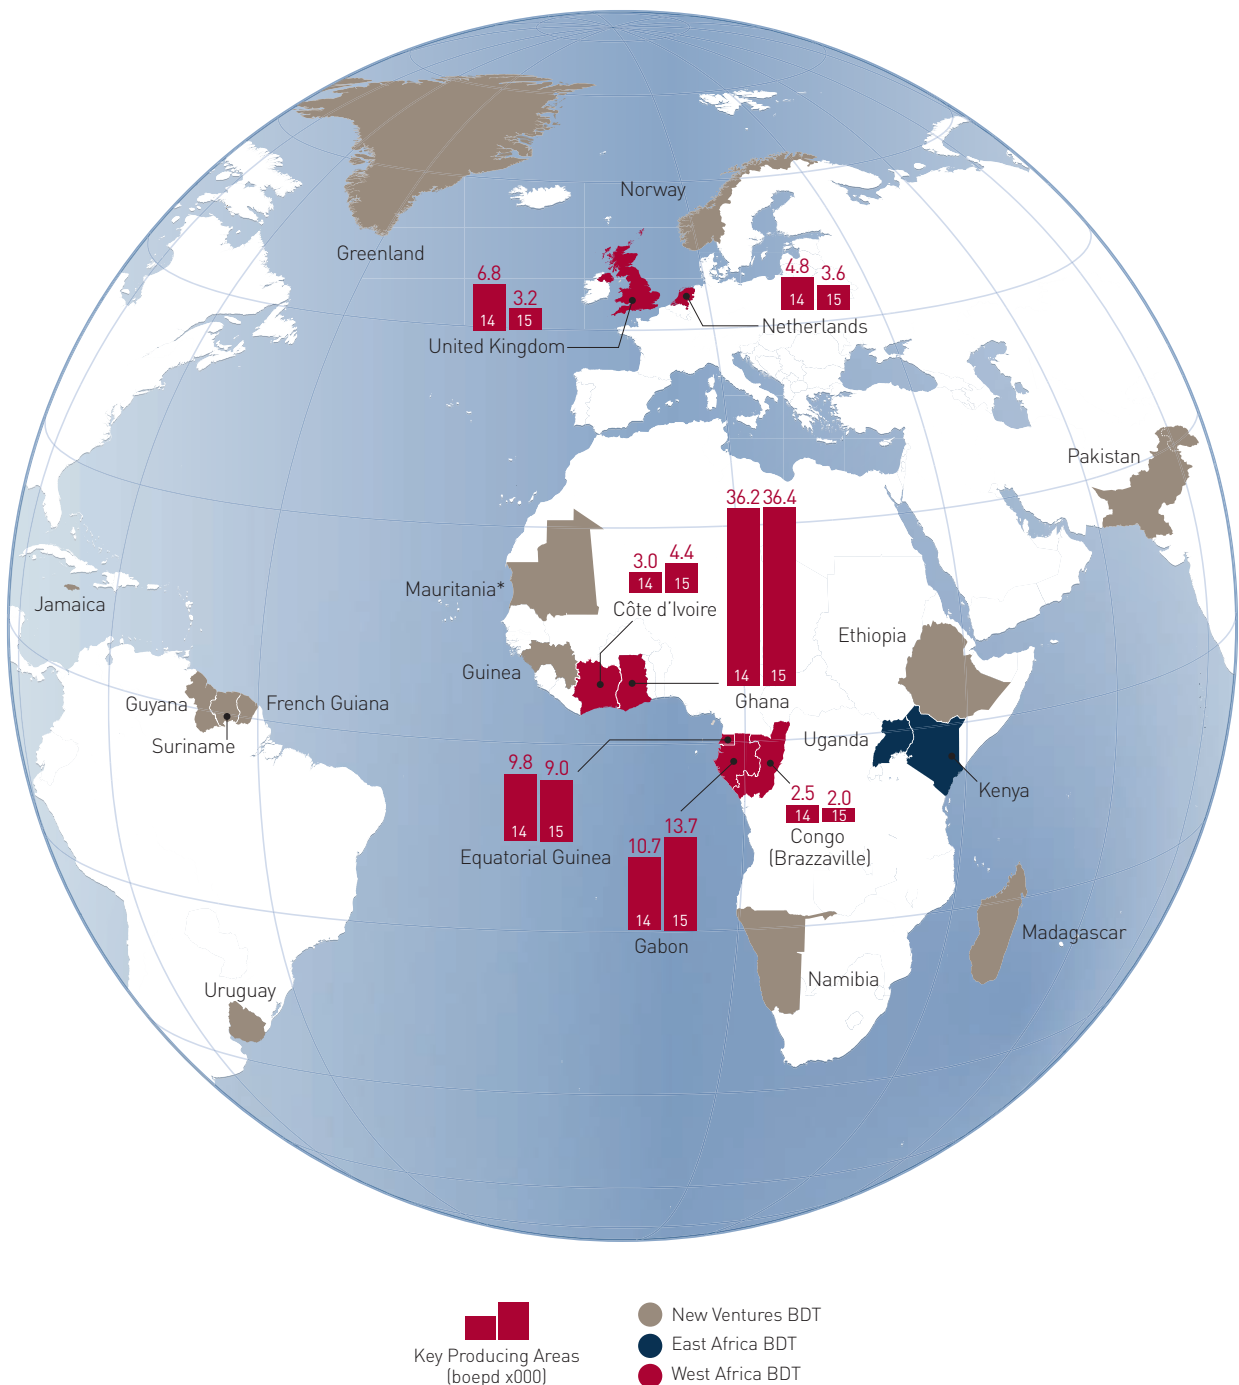 Norway
Greenland
6.8
3.2
14
15
United Kingdom
4.8
3.6
14
15
Netherlands
Pakistan
36.2
36.4
14
15
Ghana
3.0
4.4
14
15
Côte d'Ivoire
Mauritania*
Jamaica
Ethiopia
Guinea
Guyana
French Guiana
Suriname
Uganda
Kenya
9.8
9.0
14
15
Equatorial Guinea
2.5
2.0
14
15
Congo
(Brazzaville)
10.7
13.7
14
15
Gabon
Madagascar
Namibia
Uruguay
Key Producing Areas
(boepd x000)
New Ventures BDT
East Africa BDT
West Africa BDT